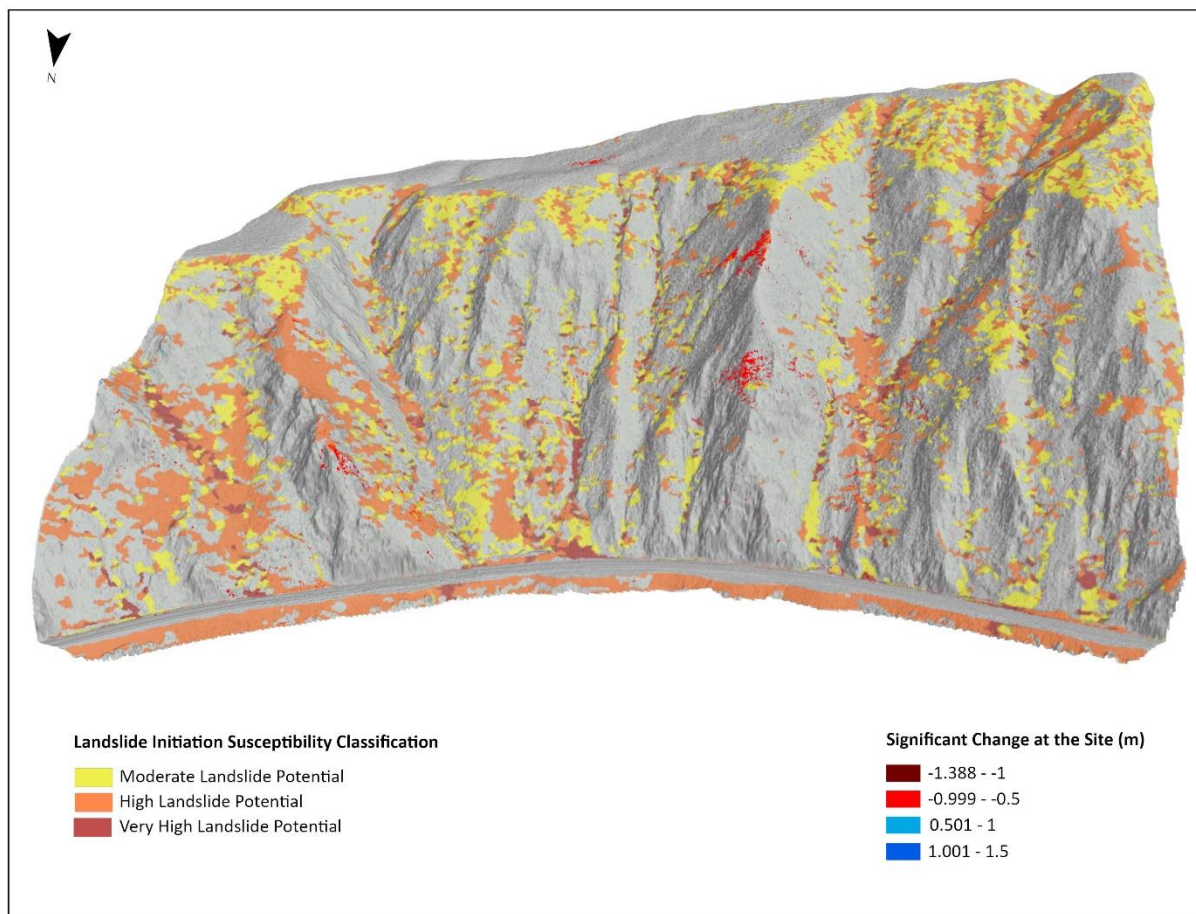 N
Landslide Initiation Susceptibility Classification
Moderate Landslide Potential
High Landslide Potential
Very High Landslide Potential
Significant Change at the Site (m)
-1.388 - -1
-0.999 - -0.5
0.501 - 1
1.001 - 1.5